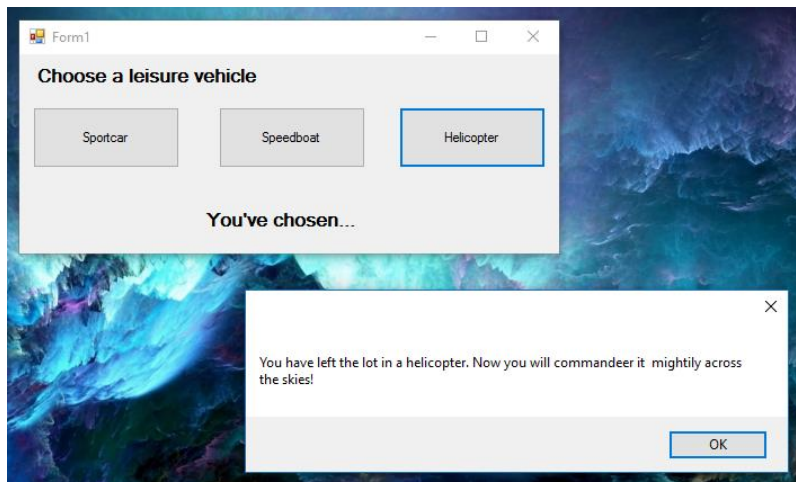 Form1
Choose a leisure vehicle
Sportcar Speedboat Helicopter
You've chosen...
You have left the lot in a helicopter. Now you will commandeer it  mightily across
the skies!
OK